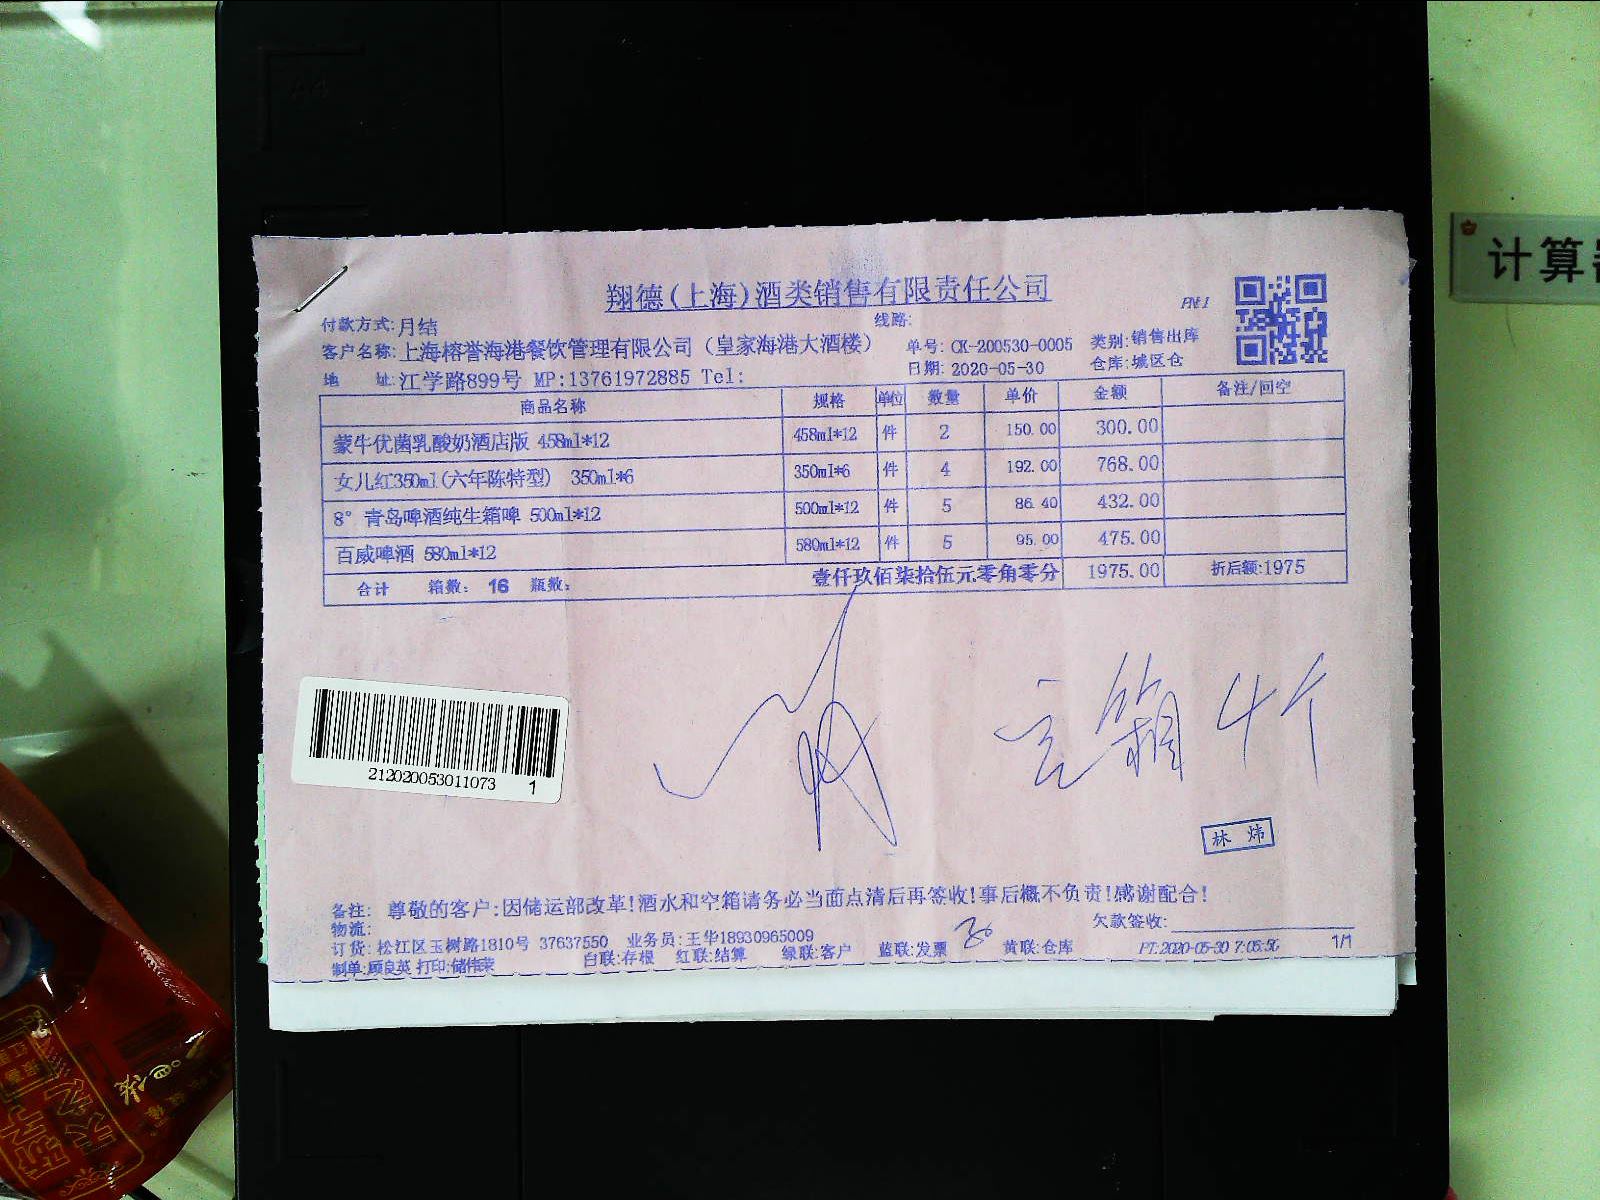 翔德(上海)酒类销售有限责任公司
付款方式:月结 线路:
客户名称:上海榕誉海港餐饮管理有限公司（皇家海港大酒楼） 单号: CK-200530-0005 类别:销售出库
地 址:江学路899号 MP:13761972885 Tel: 日期: 2020-05-30 仓库:城区仓
商品名称 规格 单位 数量 单价 金额 备注/回空
蒙牛优菌乳酸奶酒店版 458ml*12 458ml*12 件 2 150.00 300.00
女儿红350ml(六年陈特型) 350ml*6 350ml*6 件 4 192.00 768.00
8° 青岛啤酒纯生箱啤 500ml*12 500ml*12 件 5 86.40 432.00
百威啤酒 580ml*12 580ml*12 件 5 95.00 475.00
合计 箱数: 16 瓶数: 壹仟玖佰柒拾伍元零角零分 1975.00 折后额:1975
箱 4个
212020053011073 1
林 炜
备注: 尊敬的客户:因储运部改革!酒水和空箱请务必当面点清后再签收!事后概不负责!感谢配合!
物流: 欠款签收:
订货: 松江区玉树路1810号 37637550 业务员:王华18930965009
制单:顾良英 打印:储伟荣 白联:存根 红联:结算 绿联:客户 蓝联:发票 黄联:仓库 PT:2020-05-30 7:05:56 1/1
计算